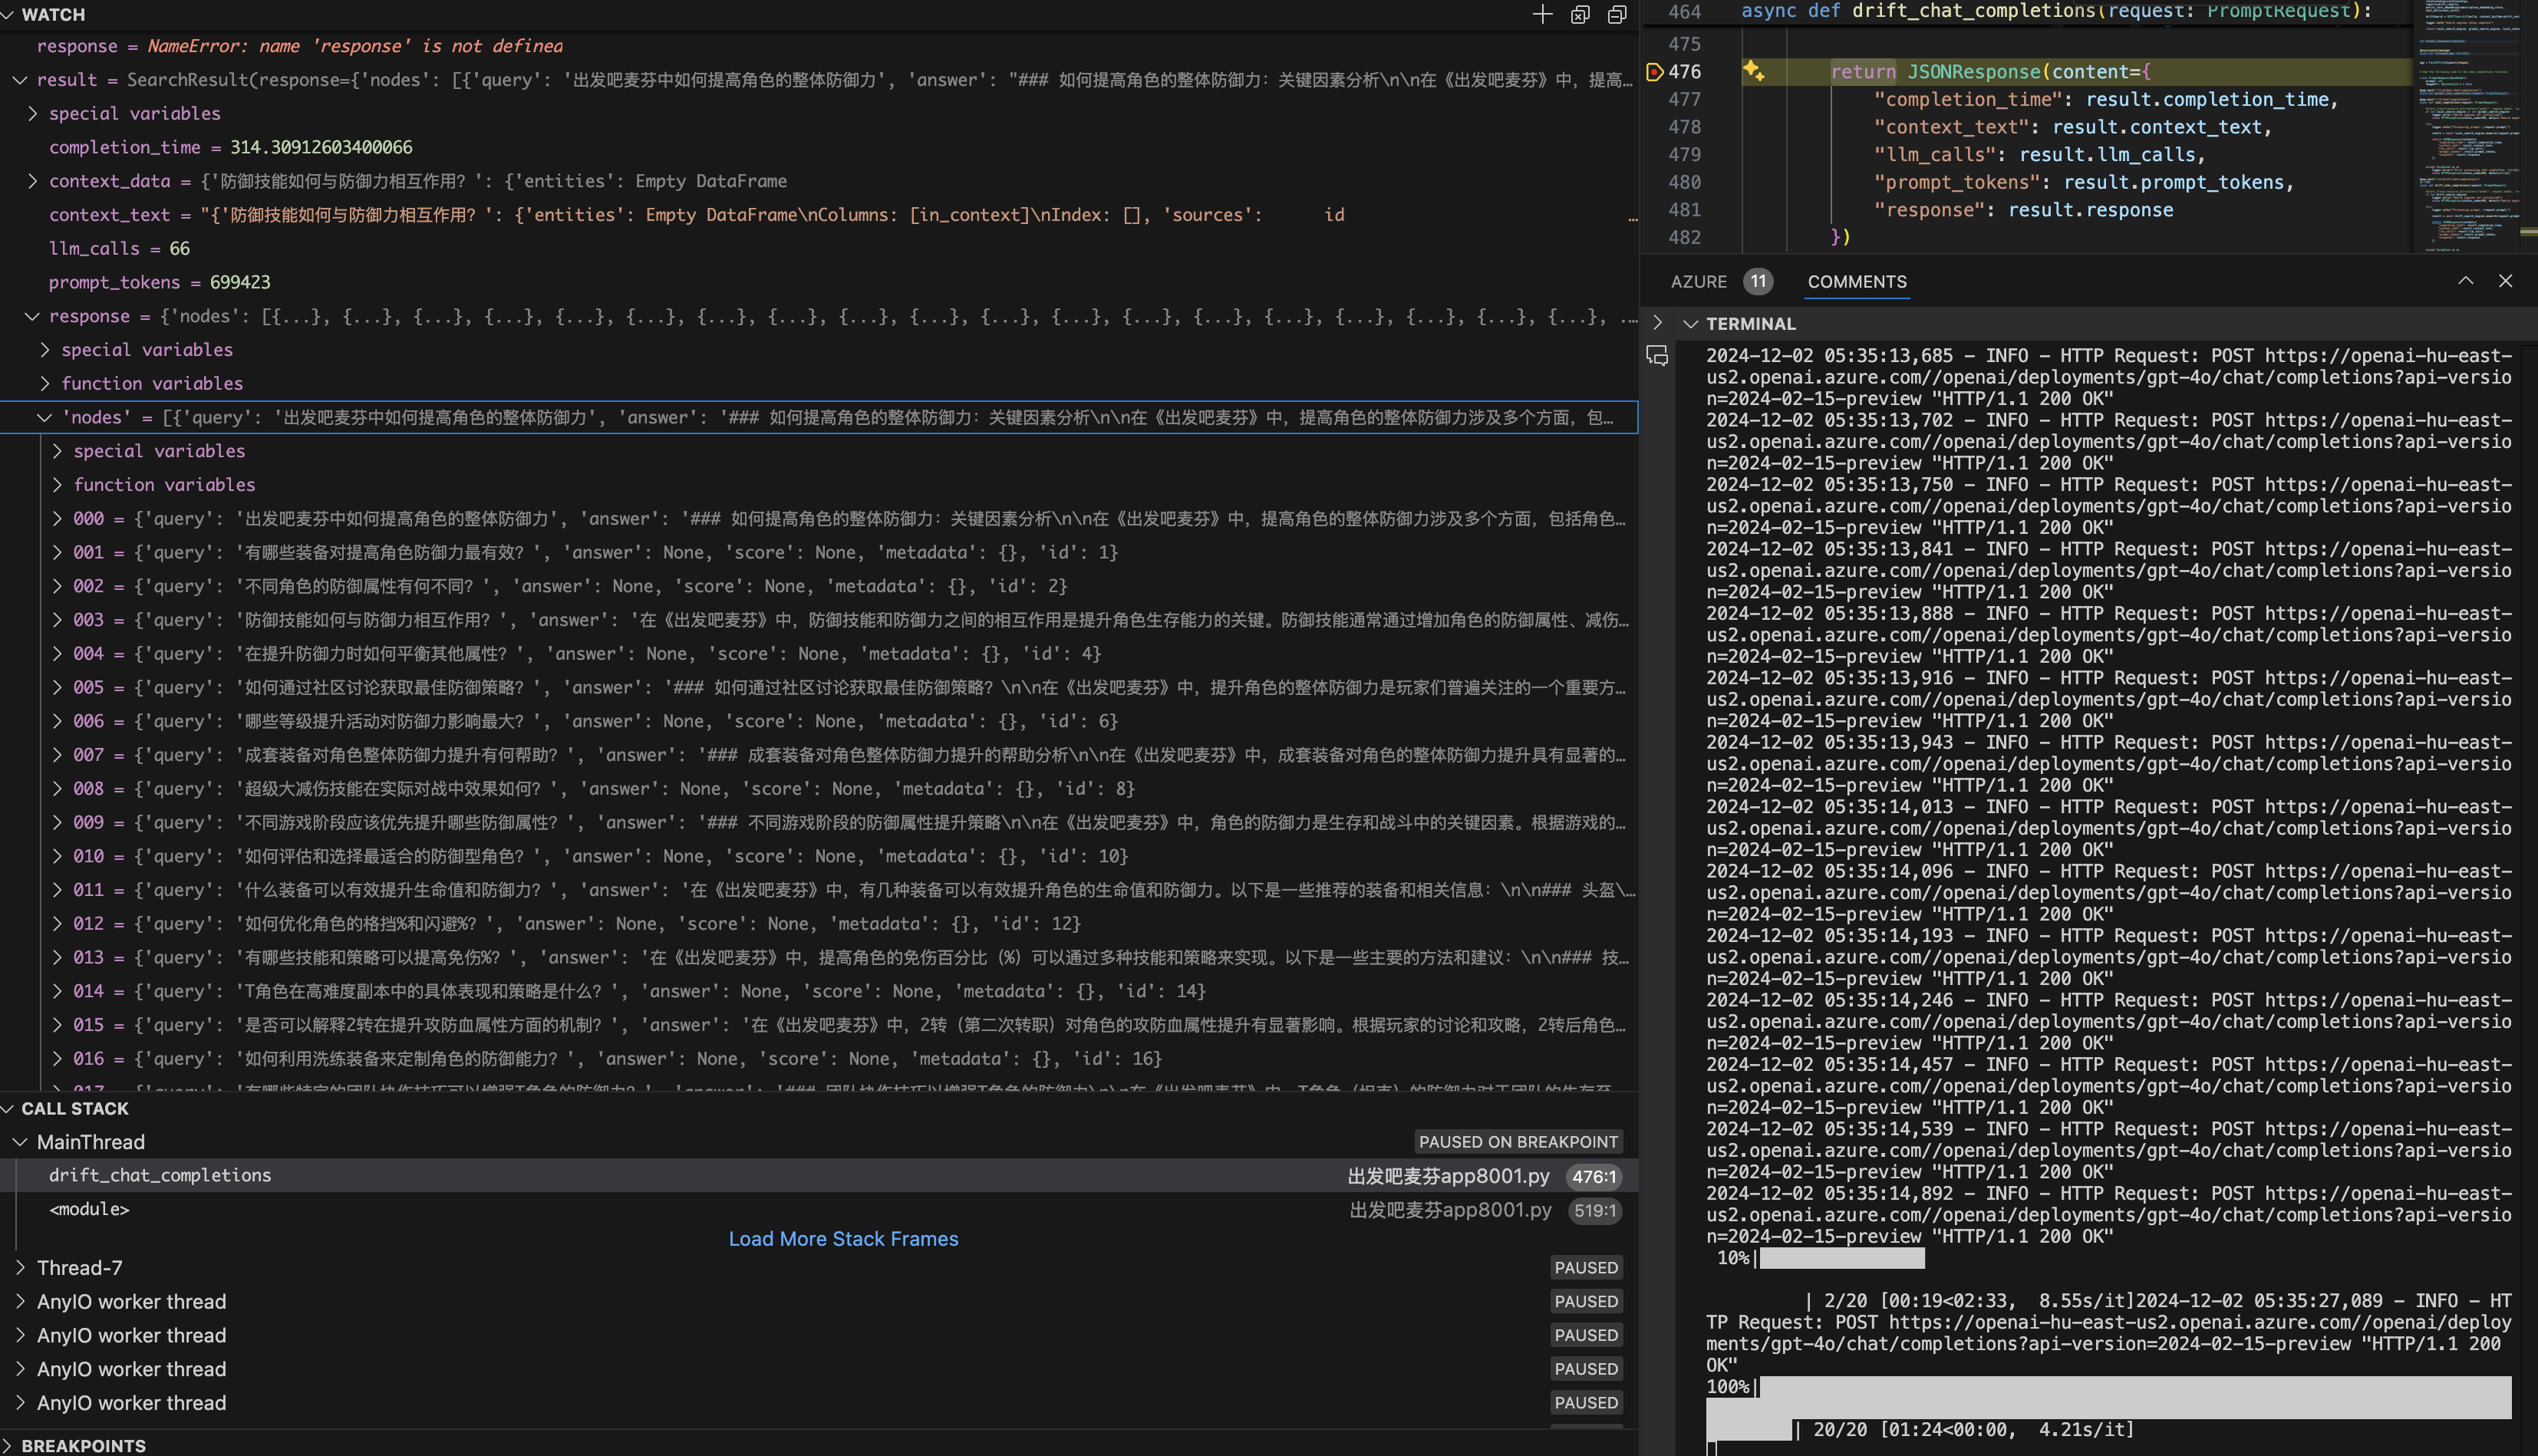 WATCH
response = NameError: name 'response' is not defined
result = SearchResult(response={'nodes': [{'query': '出发吧麦芬中如何提高角色的整体防御力', 'answer': "### 如何提高角色的整体防御力：关键因素分析\n\n在《出发吧麦芬》中，提高…
special variables
completion_time = 314.30912603400066
context_data = {'防御技能如何与防御力相互作用？': {'entities': Empty DataFrame
context_text = "{'防御技能如何与防御力相互作用？': {'entities': Empty DataFrame\nColumns: [in_context]\nIndex: [], 'sources': id …
llm_calls = 66
prompt_tokens = 699423
response = {'nodes': [{...}, {...}, {...}, {...}, {...}, {...}, {...}, {...}, {...}, {...}, {...}, {...}, {...}, {...}, {...}, {...}, {...}, {...}, {...}, .…
special variables
function variables
'nodes' = [{'query': '出发吧麦芬中如何提高角色的整体防御力', 'answer': '### 如何提高角色的整体防御力：关键因素分析\n\n在《出发吧麦芬》中，提高角色的整体防御力涉及多个方面，包…
special variables
function variables
000 = {'query': '出发吧麦芬中如何提高角色的整体防御力', 'answer': '### 如何提高角色的整体防御力：关键因素分析\n\n在《出发吧麦芬》中，提高角色的整体防御力涉及多个方面，包括角色…
001 = {'query': '有哪些装备对提高角色防御力最有效？', 'answer': None, 'score': None, 'metadata': {}, 'id': 1}
002 = {'query': '不同角色的防御属性有何不同？', 'answer': None, 'score': None, 'metadata': {}, 'id': 2}
003 = {'query': '防御技能如何与防御力相互作用？', 'answer': '在《出发吧麦芬》中，防御技能和防御力之间的相互作用是提升角色生存能力的关键。防御技能通常通过增加角色的防御属性、减伤…
004 = {'query': '在提升防御力时如何平衡其他属性？', 'answer': None, 'score': None, 'metadata': {}, 'id': 4}
005 = {'query': '如何通过社区讨论获取最佳防御策略？', 'answer': '### 如何通过社区讨论获取最佳防御策略？\n\n在《出发吧麦芬》中，提升角色的整体防御力是玩家们普遍关注的一个重要方…
006 = {'query': '哪些等级提升活动对防御力影响最大？', 'answer': None, 'score': None, 'metadata': {}, 'id': 6}
007 = {'query': '成套装备对角色整体防御力提升有何帮助？', 'answer': '### 成套装备对角色整体防御力提升的帮助分析\n\n在《出发吧麦芬》中，成套装备对角色的整体防御力提升具有显著的…
008 = {'query': '超级大减伤技能在实际对战中效果如何？', 'answer': None, 'score': None, 'metadata': {}, 'id': 8}
009 = {'query': '不同游戏阶段应该优先提升哪些防御属性？', 'answer': '### 不同游戏阶段的防御属性提升策略\n\n在《出发吧麦芬》中，角色的防御力是生存和战斗中的关键因素。根据游戏的…
010 = {'query': '如何评估和选择最适合的防御型角色？', 'answer': None, 'score': None, 'metadata': {}, 'id': 10}
011 = {'query': '什么装备可以有效提升生命值和防御力？', 'answer': '在《出发吧麦芬》中，有几种装备可以有效提升角色的生命值和防御力。以下是一些推荐的装备和相关信息：\n\n### 头盔\…
012 = {'query': '如何优化角色的格挡%和闪避%？', 'answer': None, 'score': None, 'metadata': {}, 'id': 12}
013 = {'query': '有哪些技能和策略可以提高免伤%？', 'answer': '在《出发吧麦芬》中，提高角色的免伤百分比（%）可以通过多种技能和策略来实现。以下是一些主要的方法和建议：\n\n### 技…
014 = {'query': 'T角色在高难度副本中的具体表现和策略是什么？', 'answer': None, 'score': None, 'metadata': {}, 'id': 14}
015 = {'query': '是否可以解释2转在提升攻防血属性方面的机制？', 'answer': '在《出发吧麦芬》中，2转（第二次转职）对角色的攻防血属性提升有显著影响。根据玩家的讨论和攻略，2转后角色…
016 = {'query': '如何利用洗练装备来定制角色的防御能力？', 'answer': None, 'score': None, 'metadata': {}, 'id': 16}
CALL STACK
MainThread PAUSED ON BREAKPOINT
drift_chat_completions 出发吧麦芬app8001.py 476:1
<module> 出发吧麦芬app8001.py 519:1
Load More Stack Frames
Thread-7 PAUSED
AnyIO worker thread PAUSED
AnyIO worker thread PAUSED
AnyIO worker thread PAUSED
AnyIO worker thread PAUSED
BREAKPOINTS
464 async def drift_chat_completions(request: PromptRequest):
475
476 return JSONResponse(content={
477 "completion_time": result.completion_time,
478 "context_text": result.context_text,
479 "llm_calls": result.llm_calls,
480 "prompt_tokens": result.prompt_tokens,
481 "response": result.response
482 })
AZURE 11 COMMENTS
TERMINAL
2024-12-02 05:35:13,685 - INFO - HTTP Request: POST https://openai-hu-east-
us2.openai.azure.com//openai/deployments/gpt-4o/chat/completions?api-versio
n=2024-02-15-preview "HTTP/1.1 200 OK"
2024-12-02 05:35:13,702 - INFO - HTTP Request: POST https://openai-hu-east-
us2.openai.azure.com//openai/deployments/gpt-4o/chat/completions?api-versio
n=2024-02-15-preview "HTTP/1.1 200 OK"
2024-12-02 05:35:13,750 - INFO - HTTP Request: POST https://openai-hu-east-
us2.openai.azure.com//openai/deployments/gpt-4o/chat/completions?api-versio
n=2024-02-15-preview "HTTP/1.1 200 OK"
2024-12-02 05:35:13,841 - INFO - HTTP Request: POST https://openai-hu-east-
us2.openai.azure.com//openai/deployments/gpt-4o/chat/completions?api-versio
n=2024-02-15-preview "HTTP/1.1 200 OK"
2024-12-02 05:35:13,888 - INFO - HTTP Request: POST https://openai-hu-east-
us2.openai.azure.com//openai/deployments/gpt-4o/chat/completions?api-versio
n=2024-02-15-preview "HTTP/1.1 200 OK"
2024-12-02 05:35:13,916 - INFO - HTTP Request: POST https://openai-hu-east-
us2.openai.azure.com//openai/deployments/gpt-4o/chat/completions?api-versio
n=2024-02-15-preview "HTTP/1.1 200 OK"
2024-12-02 05:35:13,943 - INFO - HTTP Request: POST https://openai-hu-east-
us2.openai.azure.com//openai/deployments/gpt-4o/chat/completions?api-versio
n=2024-02-15-preview "HTTP/1.1 200 OK"
2024-12-02 05:35:14,013 - INFO - HTTP Request: POST https://openai-hu-east-
us2.openai.azure.com//openai/deployments/gpt-4o/chat/completions?api-versio
n=2024-02-15-preview "HTTP/1.1 200 OK"
2024-12-02 05:35:14,096 - INFO - HTTP Request: POST https://openai-hu-east-
us2.openai.azure.com//openai/deployments/gpt-4o/chat/completions?api-versio
n=2024-02-15-preview "HTTP/1.1 200 OK"
2024-12-02 05:35:14,193 - INFO - HTTP Request: POST https://openai-hu-east-
us2.openai.azure.com//openai/deployments/gpt-4o/chat/completions?api-versio
n=2024-02-15-preview "HTTP/1.1 200 OK"
2024-12-02 05:35:14,246 - INFO - HTTP Request: POST https://openai-hu-east-
us2.openai.azure.com//openai/deployments/gpt-4o/chat/completions?api-versio
n=2024-02-15-preview "HTTP/1.1 200 OK"
2024-12-02 05:35:14,457 - INFO - HTTP Request: POST https://openai-hu-east-
us2.openai.azure.com//openai/deployments/gpt-4o/chat/completions?api-versio
n=2024-02-15-preview "HTTP/1.1 200 OK"
2024-12-02 05:35:14,539 - INFO - HTTP Request: POST https://openai-hu-east-
us2.openai.azure.com//openai/deployments/gpt-4o/chat/completions?api-versio
n=2024-02-15-preview "HTTP/1.1 200 OK"
2024-12-02 05:35:14,892 - INFO - HTTP Request: POST https://openai-hu-east-
us2.openai.azure.com//openai/deployments/gpt-4o/chat/completions?api-versio
n=2024-02-15-preview "HTTP/1.1 200 OK"
10%|
| 2/20 [00:19<02:33, 8.55s/it]2024-12-02 05:35:27,089 - INFO - HT
TP Request: POST https://openai-hu-east-us2.openai.azure.com//openai/deploy
ments/gpt-4o/chat/completions?api-version=2024-02-15-preview "HTTP/1.1 200
OK"
100%|
| 20/20 [01:24<00:00, 4.21s/it]